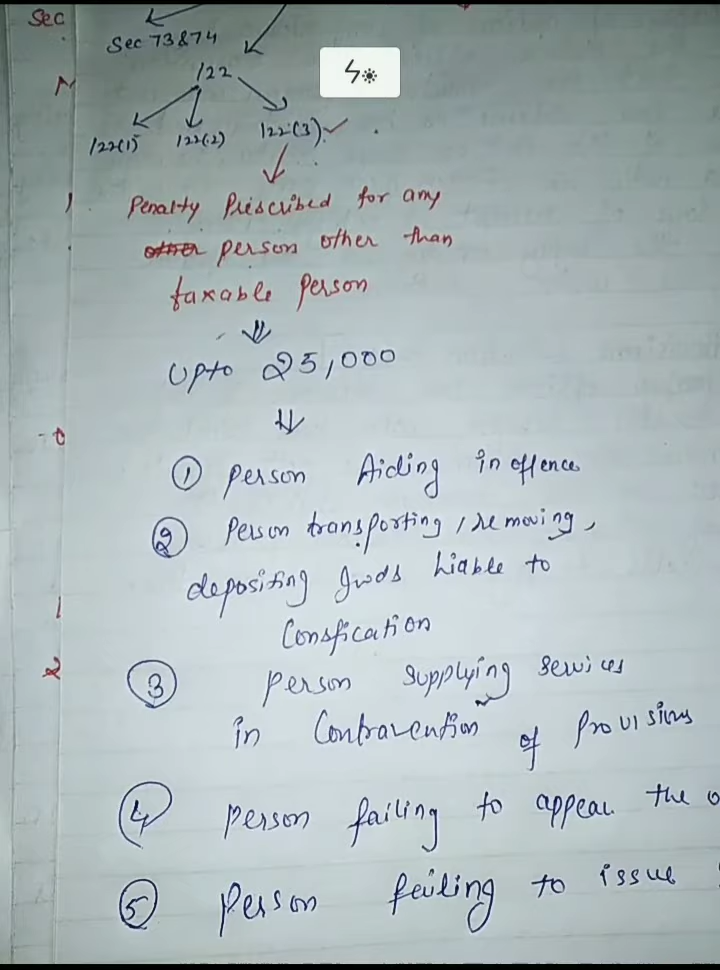 Sec
Sec 73 & 74
122
122(1) 122(2) 122(3)
Penalty Prescribed for any
other person other than
taxable person
Upto 25,000
① person Aiding in offence
② Person transporting / removing,
depositing goods liable to
Consfication
③ person supplying services
in Contravention of Provisions
④ person failing to appear the
⑤ person failing to issue
1
2